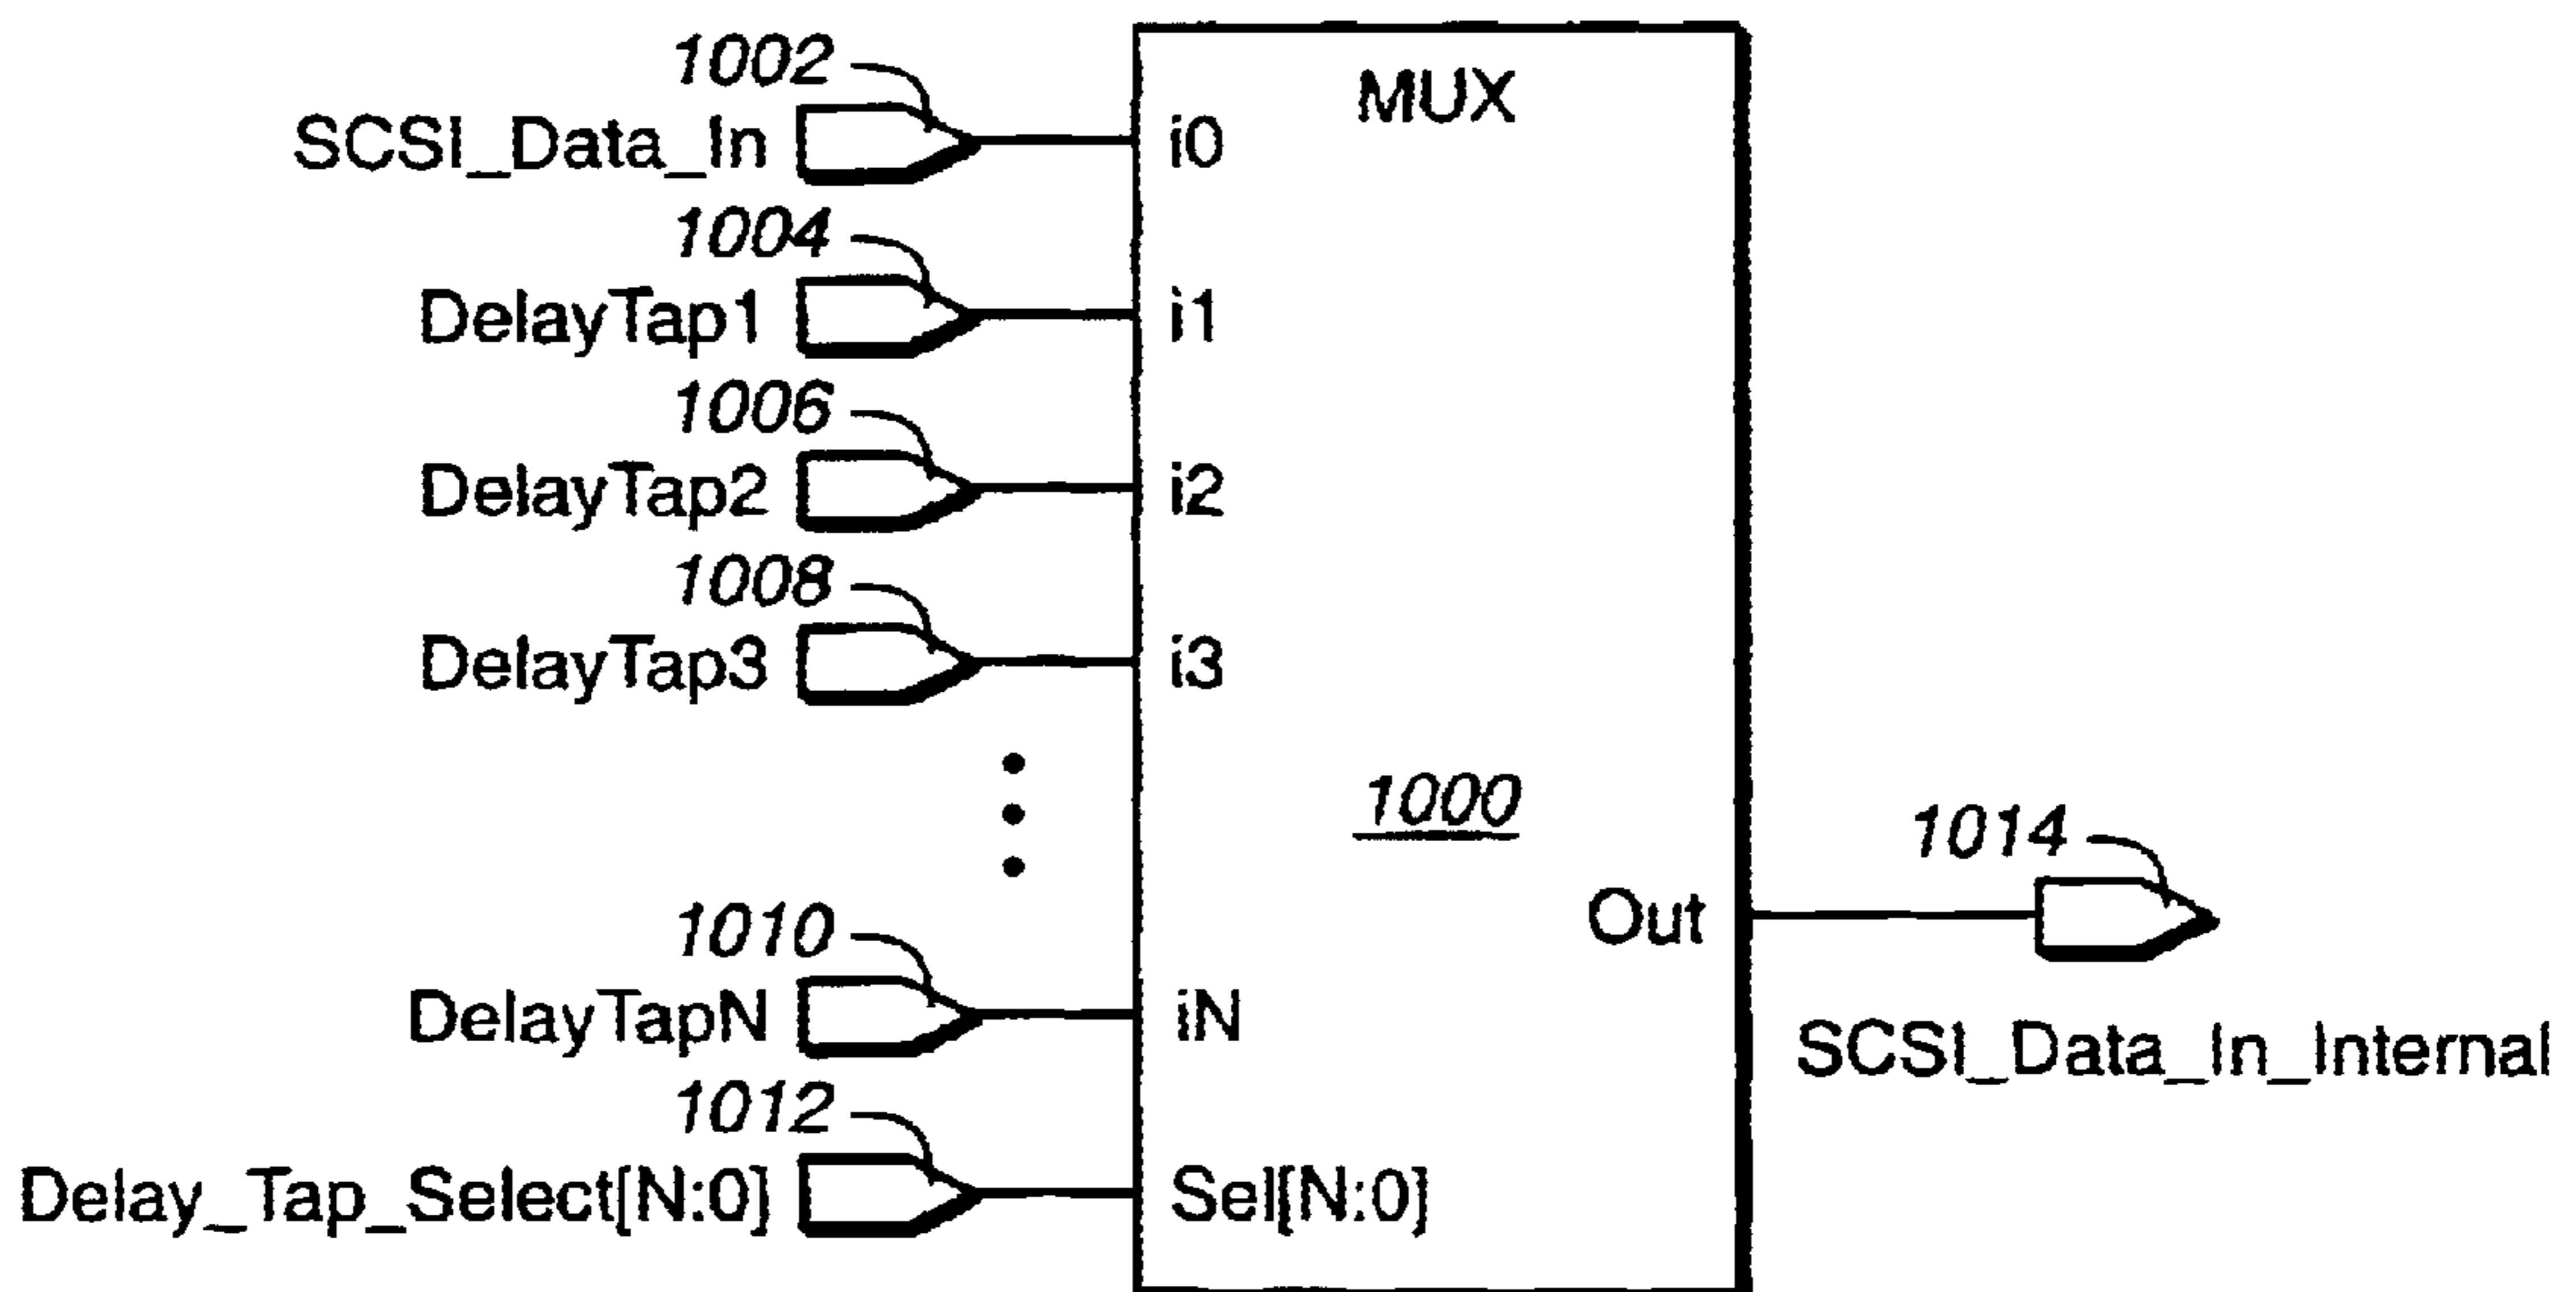 1002
MUX
SCSI_Data_In
i0
1004
DelayTap1
i1
1006
DelayTap2
i2
1008
DelayTap3
i3
1000
1014
1010
Out
DelayTapN
iN
SCSI_Data_In_Internal
1012
Delay_Tap_Select[N:0]
Sel[N:0]